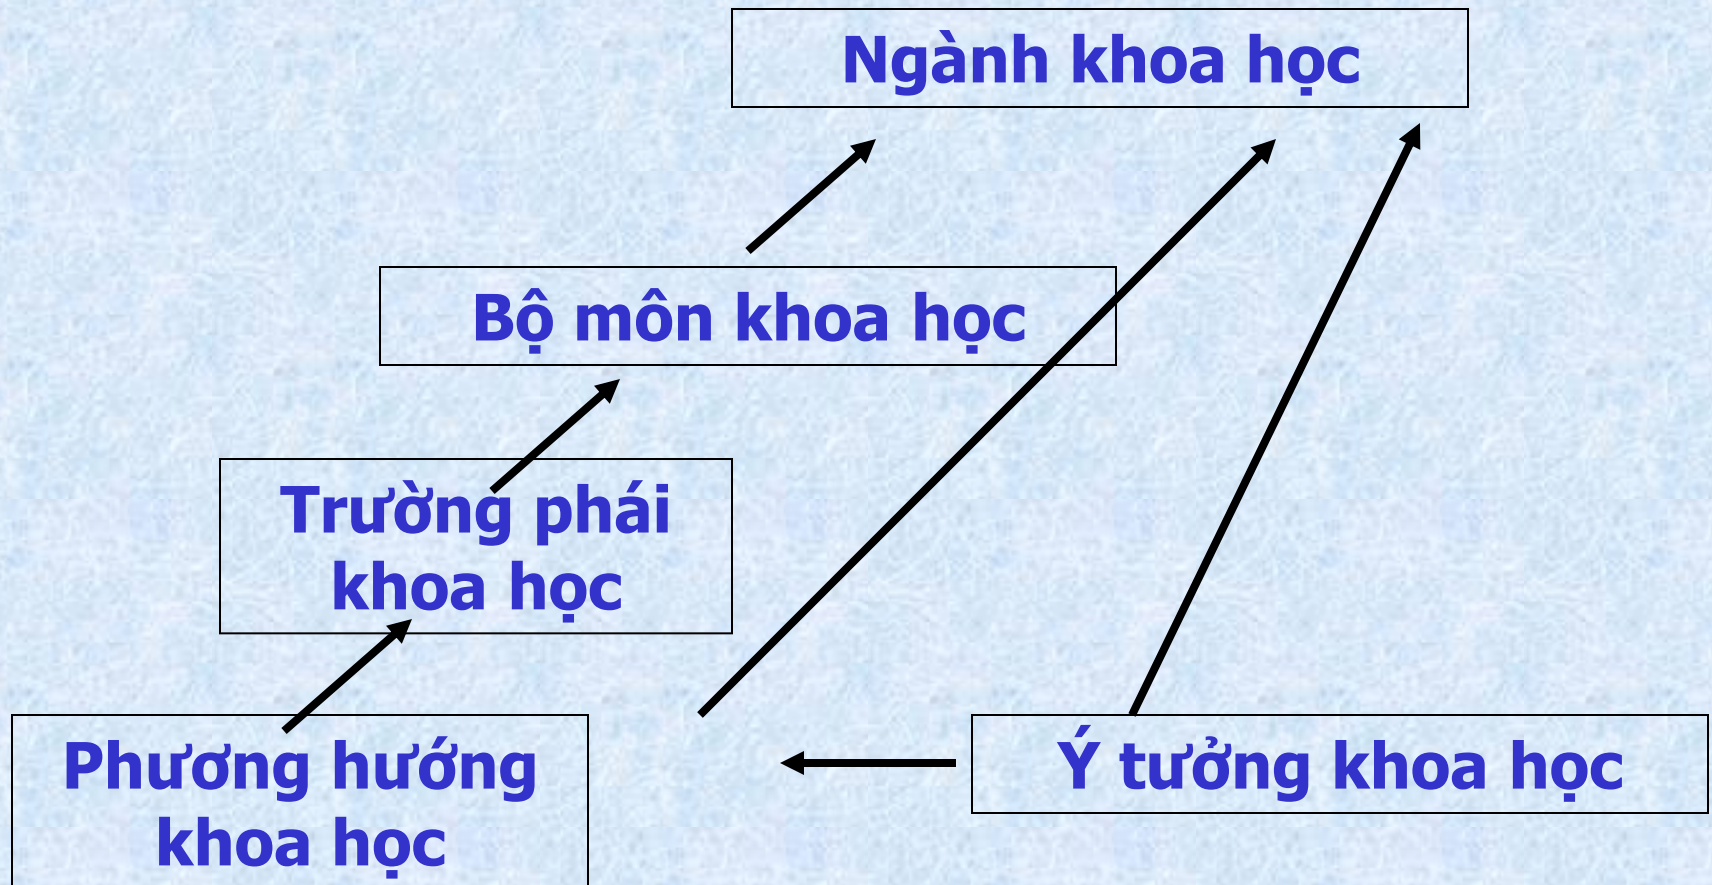 Ngành khoa học
Bộ môn khoa học
Trường phái
khoa học
Phương hướng
khoa học
Ý tưởng khoa học